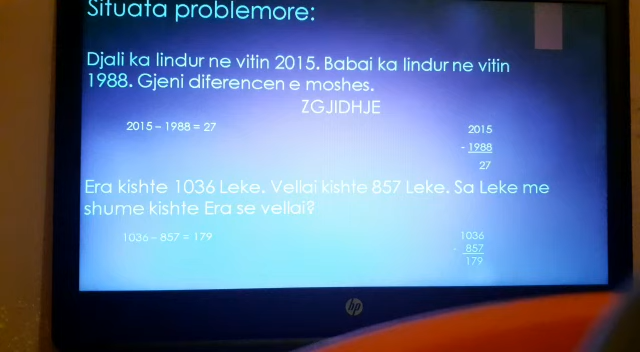 Situata problemore:
Djali ka lindur ne vitin 2015. Babai ka lindur ne vitin
1988. Gjeni diferencen e moshes.
ZGJIDHJE
2015 – 1988 = 27
2015
- 1988
27
Era kishte 1036 Leke. Vellai kishte 857 Leke. Sa Leke me
shume kishte Era se vellai?
1036 – 857 = 179
1036
- 857
179
hp